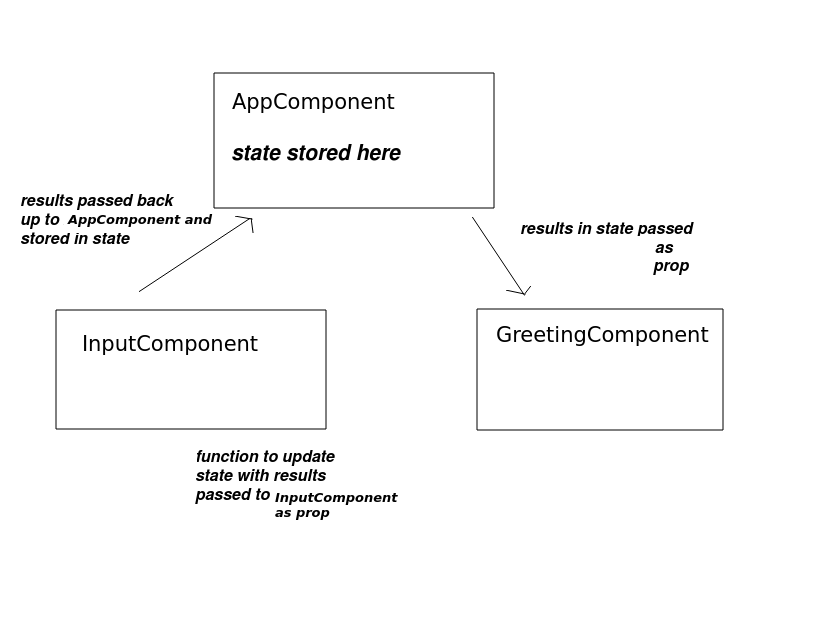 AppComponent
state stored here
results passed back
up to AppComponent and
stored in state
results in state passed
as
prop
InputComponent
GreetingComponent
function to update
state with results
passed to InputComponent
as prop